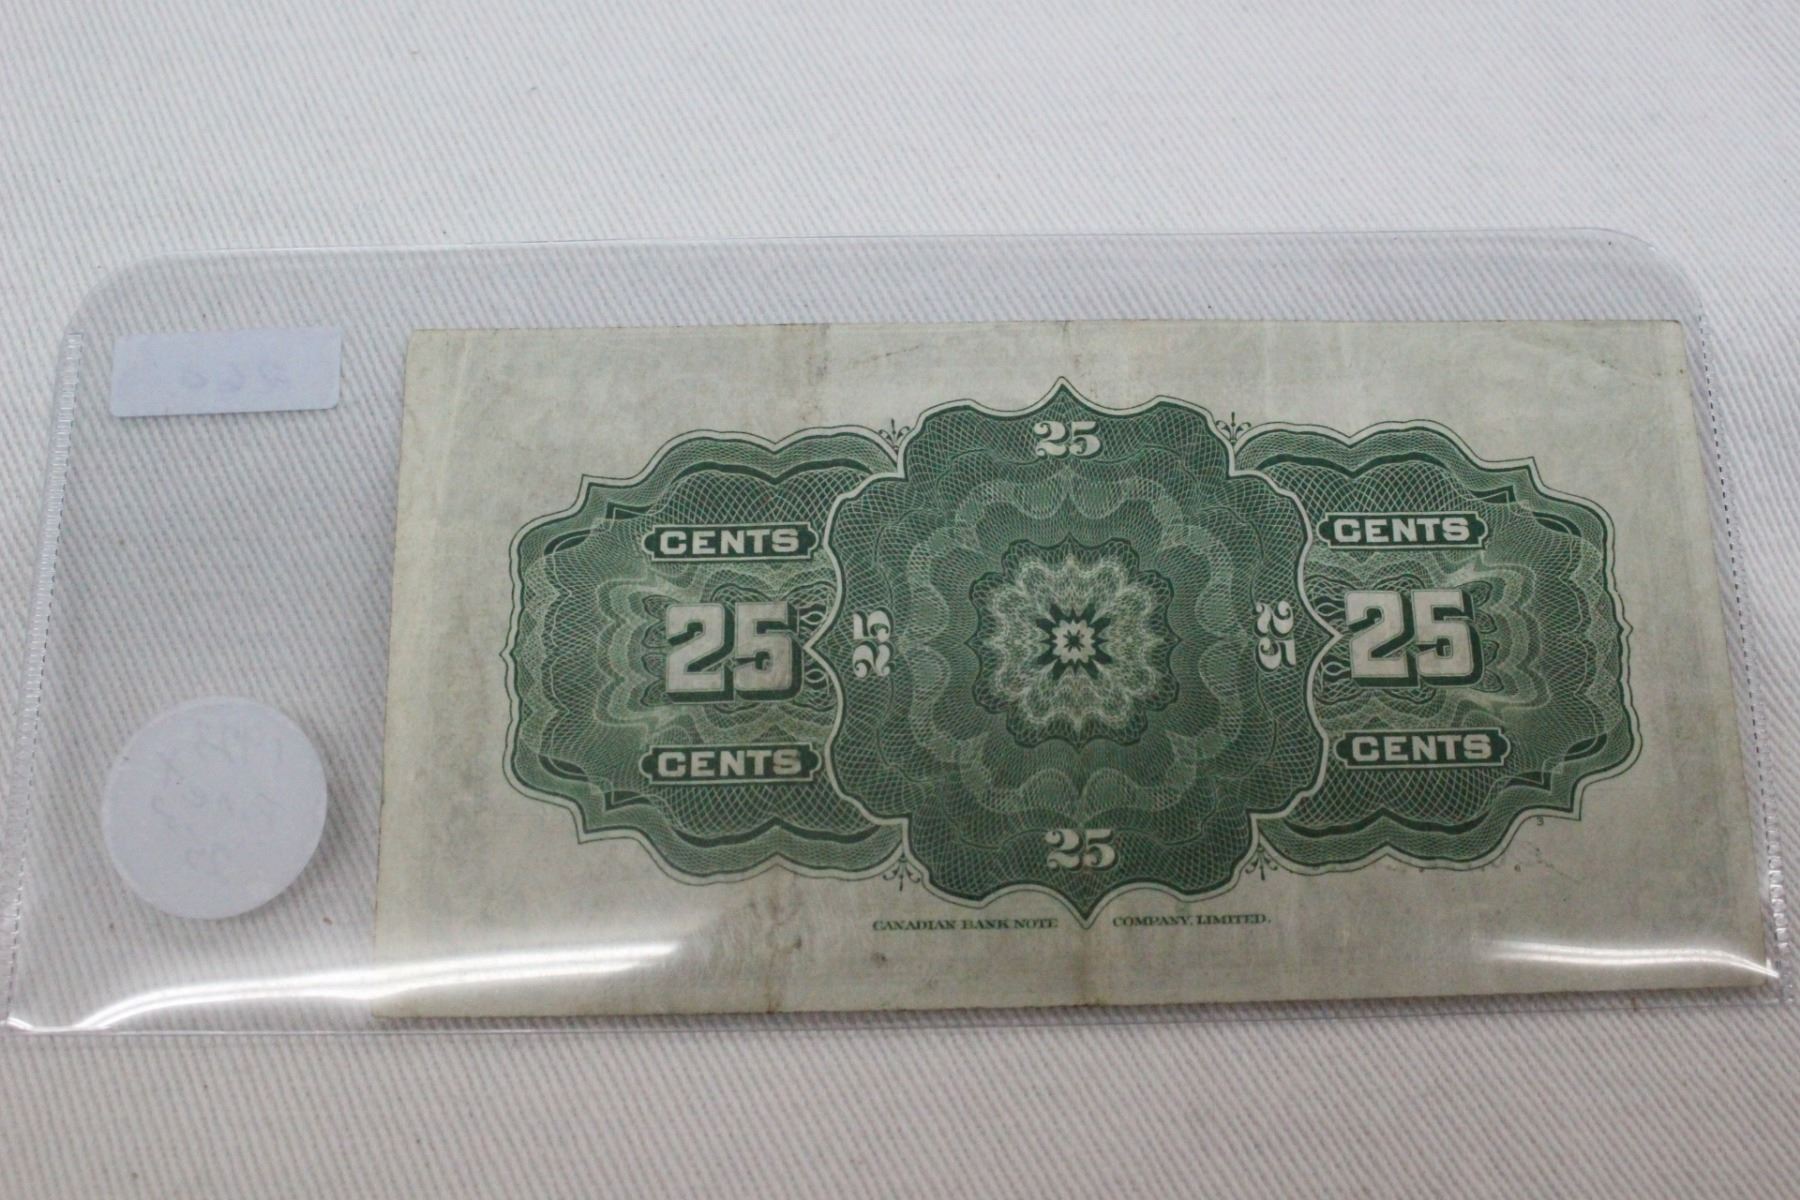 25
CENTS CENTS
25 25 25 25
CENTS CENTS
25
CANADIAN BANK NOTE COMPANY, LIMITED.